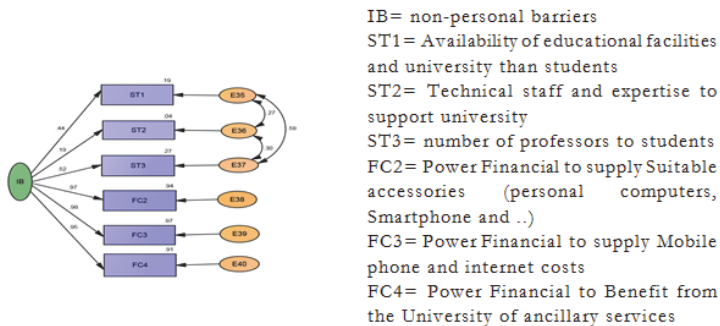 IB= non-personal barriers
ST1= Availability of educational facilities
and university than students
ST2= Technical staff and expertise to
support university
ST3= number of professors to students
FC2= Power Financial to supply Suitable
accessories (personal computers,
Smartphone and ..)
FC3= Power Financial to supply Mobile
phone and internet costs
FC4= Power Financial to Benefit from
the University of ancillary services
IB
.44
.19
.52
.97
.98
.95
.19
ST1
E35
.04
ST2
E36
.27
ST3
E37
.94
FC2
E38
.97
FC3
E39
.91
FC4
E40
.27
.30
.59